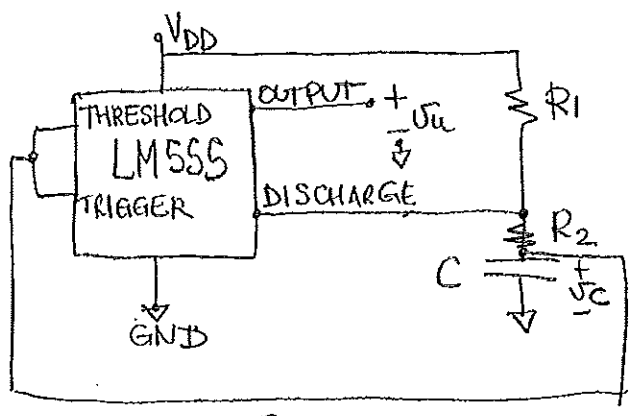 VDD
OUTPUT + R1
THRESHOLD
LM555
- vu
TRIGGER
DISCHARGE
R2
C + vC -
GND